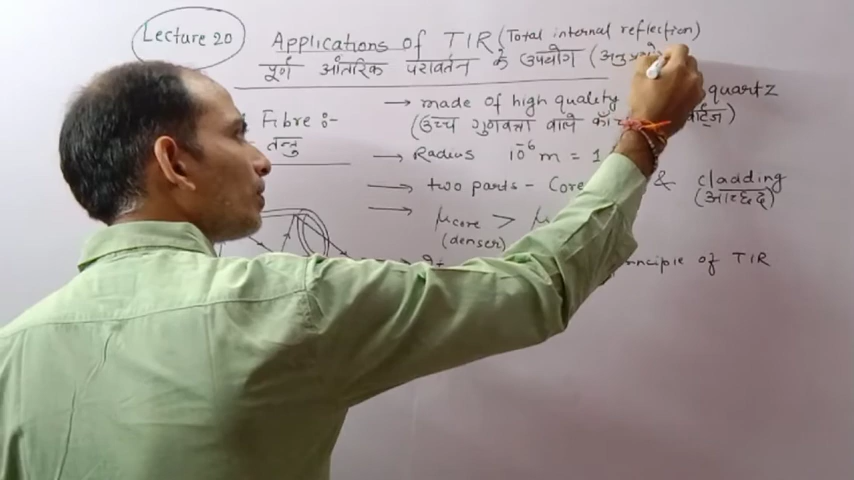 Lecture 20
Applications of TIR (Total internal reflection)
पूर्ण आंतरिक परावर्तन के उपयोग
Fibre :-
तन्तु
→ made of high quality quartz
(उच्च गुणवत्ता वाले
→ Radius 10⁻⁶ m = 1
→ two parts - Core & cladding
(आच्छद)
→ μcore > μ
(denser)
principle of TIR